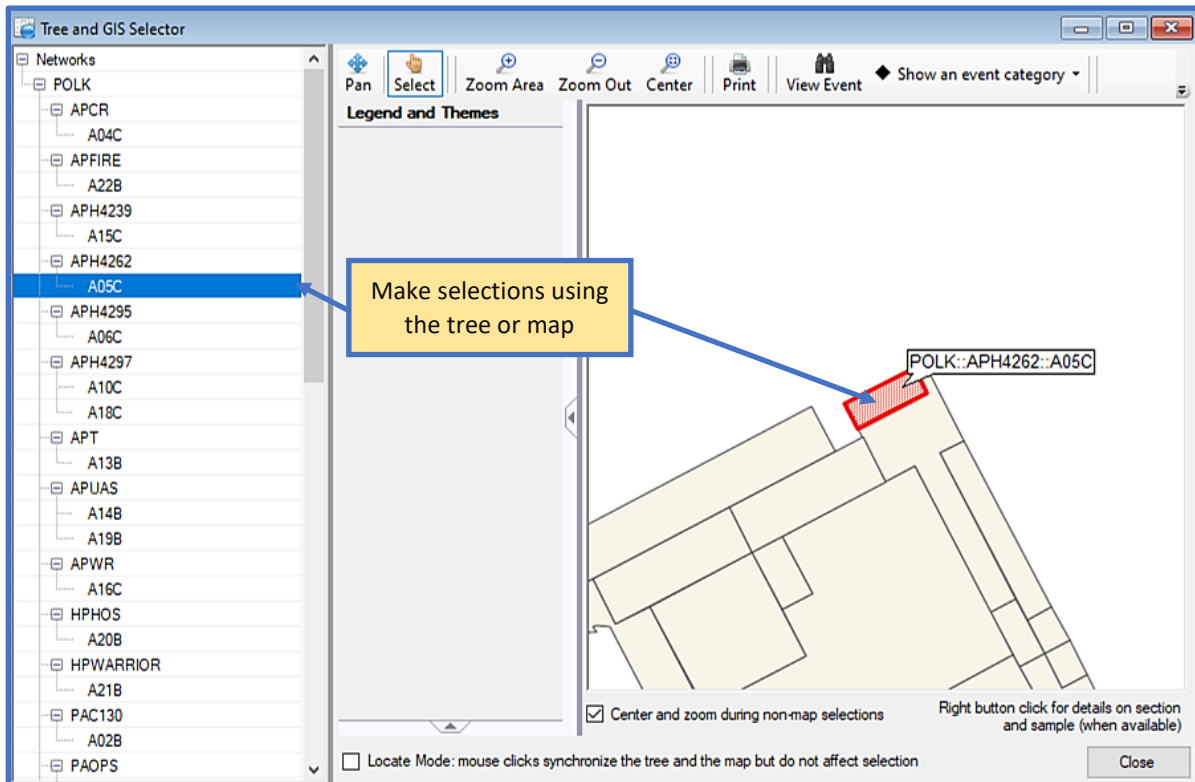 Tree and GIS Selector
Networks
POLK
APCR
A04C
APFIRE
A22B
APH4239
A15C
APH4262
A05C
APH4295
A06C
APH4297
A10C
A18C
APT
A13B
APUAS
A14B
A19B
APWR
A16C
HPHOS
A20B
HPWARRIOR
A21B
PAC130
A02B
PAOPS
Pan Select Zoom Area Zoom Out Center Print View Event Show an event category
Legend and Themes
Make selections using
the tree or map
POLK::APH4262::A05C
Center and zoom during non-map selections
Right button click for details on section
and sample (when available)
Locate Mode: mouse clicks synchronize the tree and the map but do not affect selection
Close